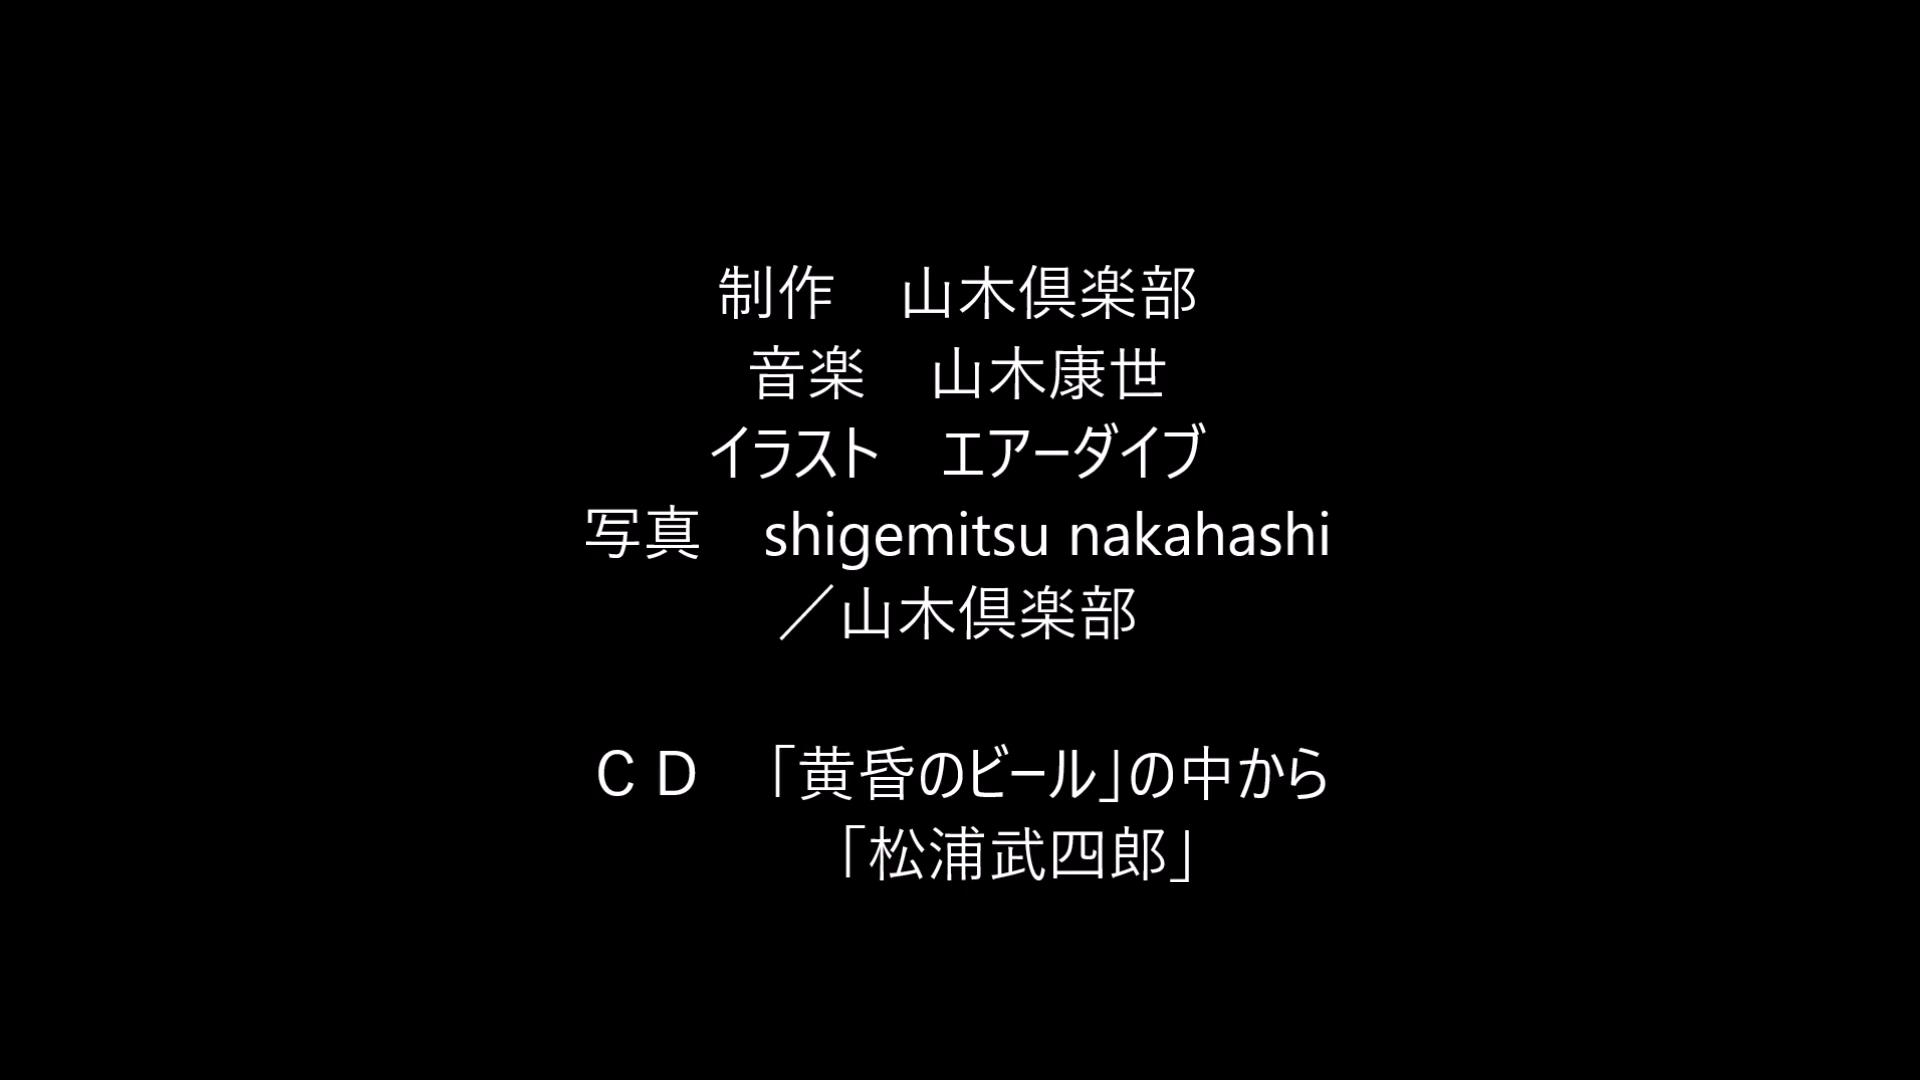 制作　山木倶楽部
音楽　山木康世
イラスト　エアーダイブ
写真　shigemitsu nakahashi
／山木倶楽部
ＣＤ　「黄昏のビール」の中から
「松浦武四郎」